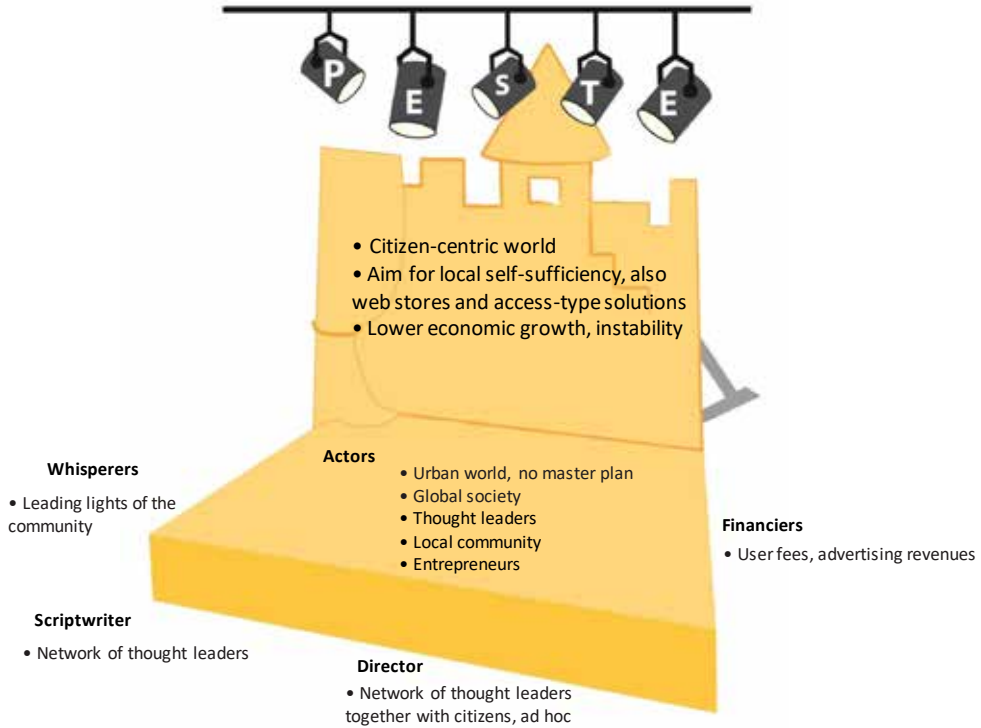 P E S T E
• Citizen-centric world
• Aim for local self-sufficiency, also
web stores and access-type solutions
• Lower economic growth, instability
Actors
• Urban world, no master plan
• Global society
• Thought leaders
• Local community
• Entrepreneurs
Whisperers
• Leading lights of the
community
Financiers
• User fees, advertising revenues
Scriptwriter
• Network of thought leaders
Director
• Network of thought leaders
together with citizens, ad hoc